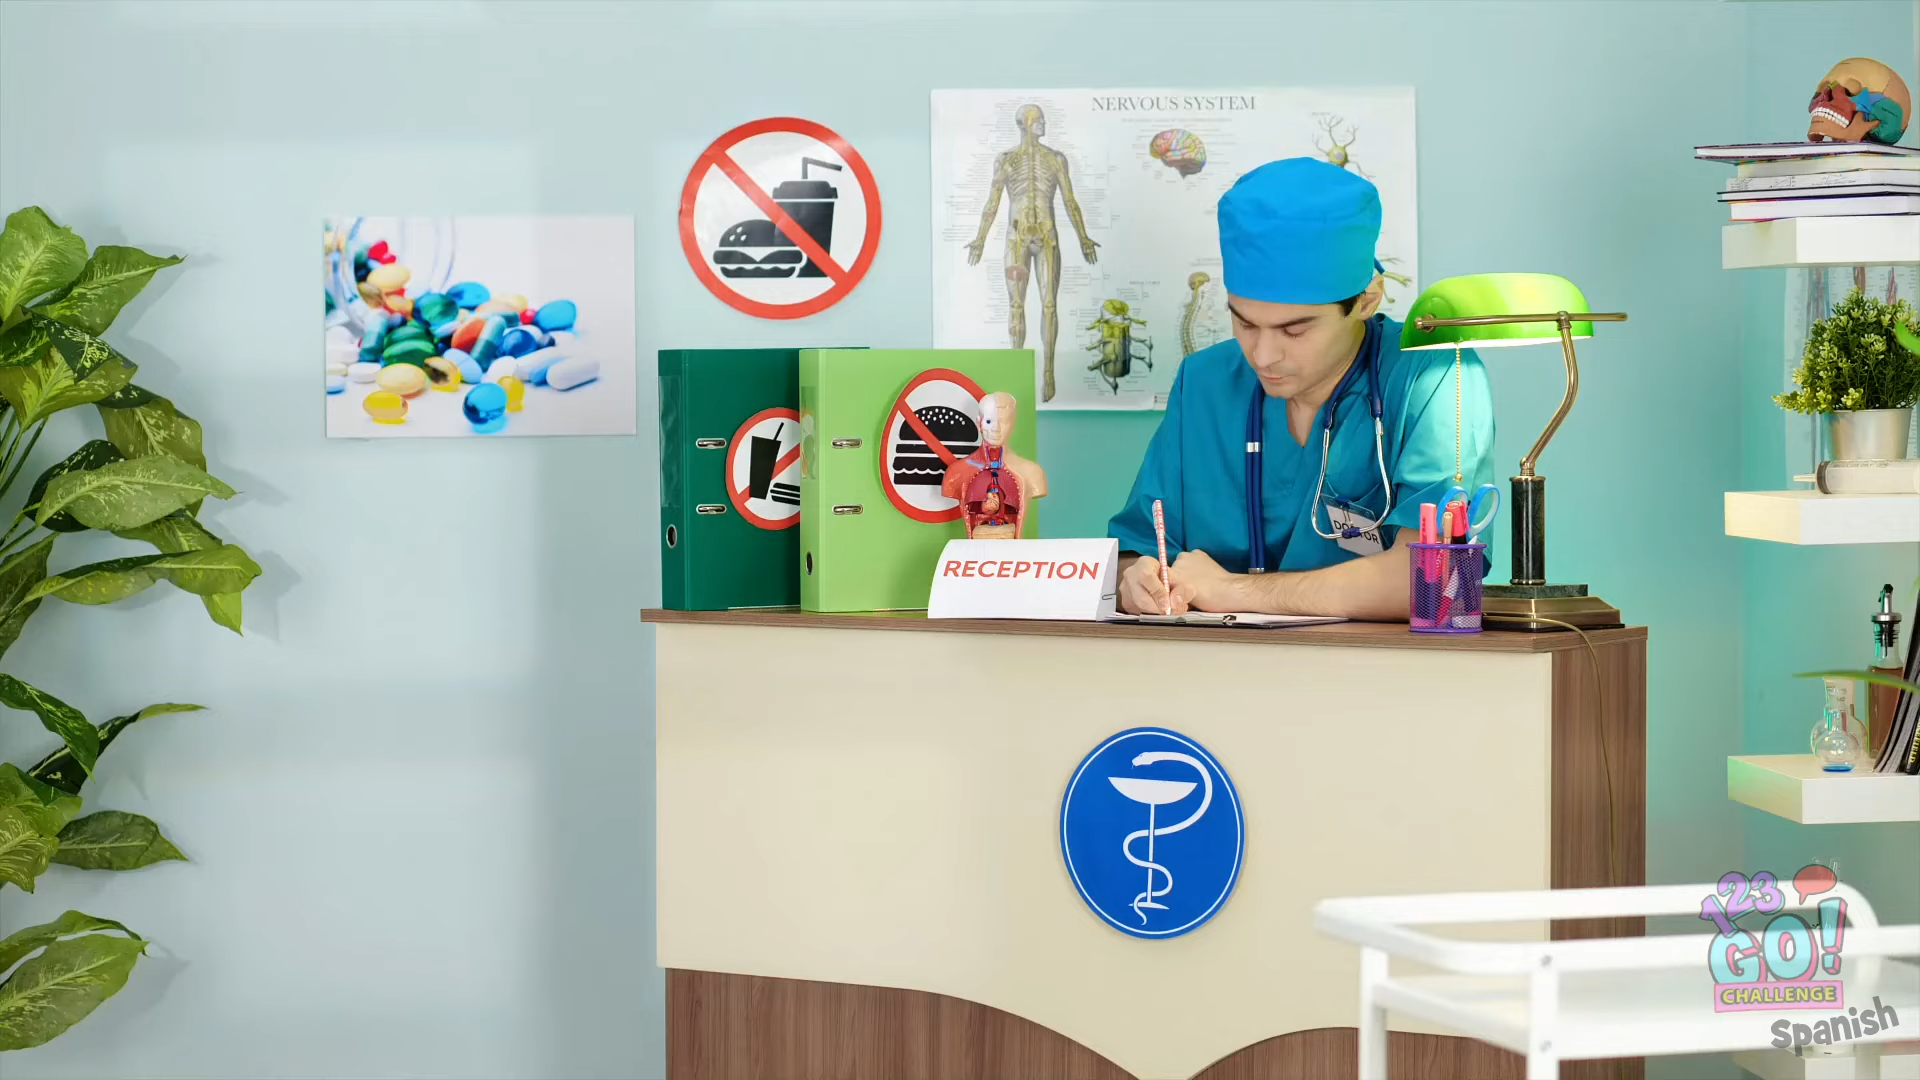 NERVOUS SYSTEM
RECEPTION
DOCTOR
123
GO!
CHALLENGE
Spanish